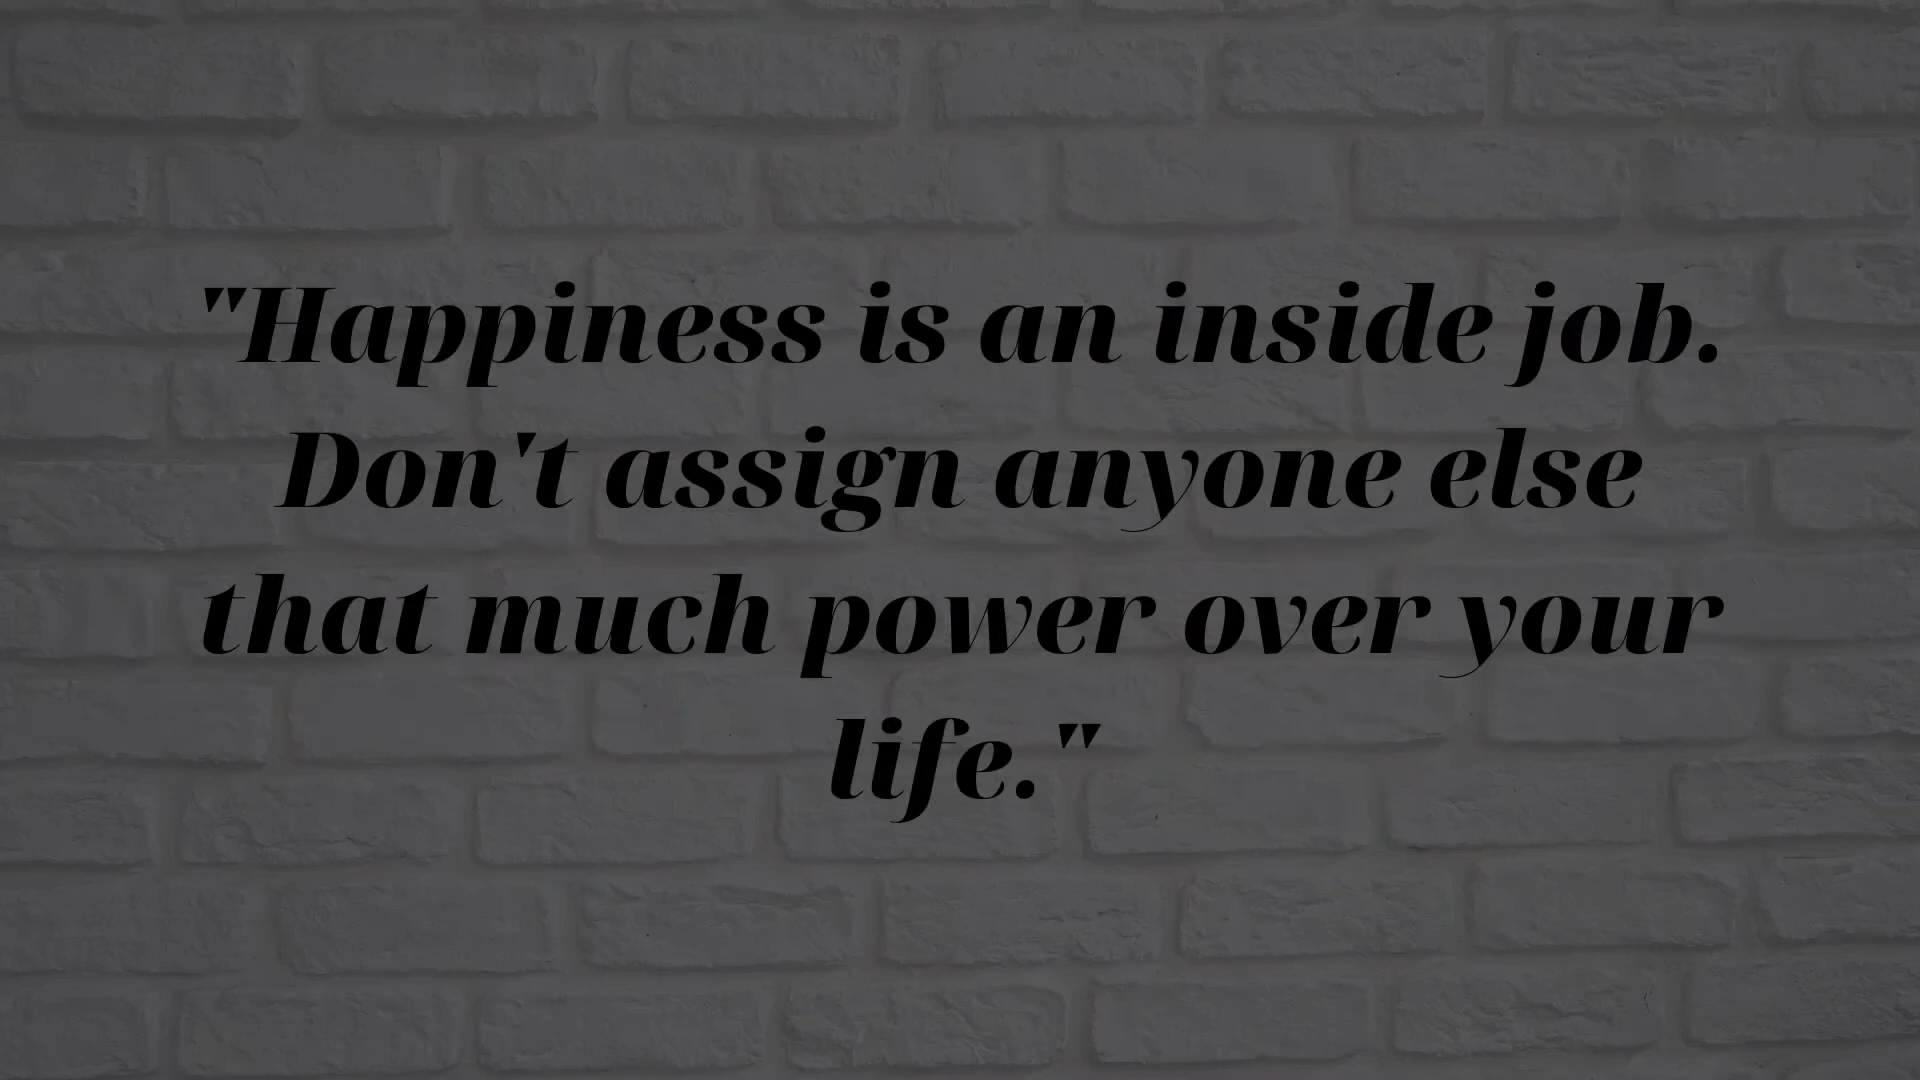 "Happiness is an inside job.
Don't assign anyone else
that much power over your
life."